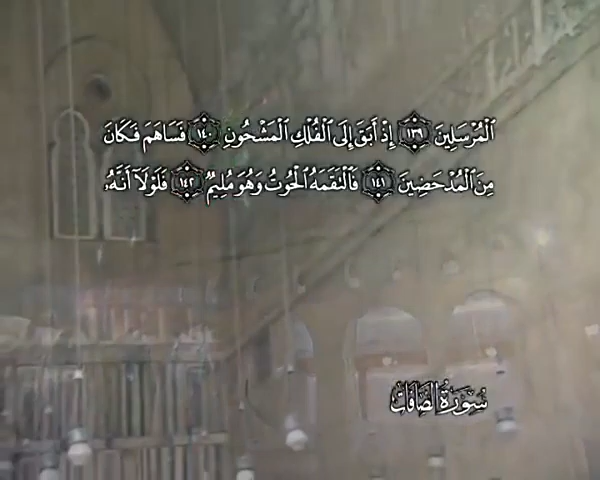 ٱلْمُرْسَلِينَ ١٣٩ إِذْ أَبَقَ إِلَى ٱلْفُلْكِ ٱلْمَشْحُونِ ١٤٠ فَسَاهَمَ فَكَانَ
مِنَ ٱلْمُدْحَضِينَ ١٤١ فَٱلْتَقَمَهُ ٱلْحُوتُ وَهُوَ مُلِيمٌ ١٤٢ فَلَوْلَآ أَنَّهُۥ
سُورَةُ الصَّافَّاتِ